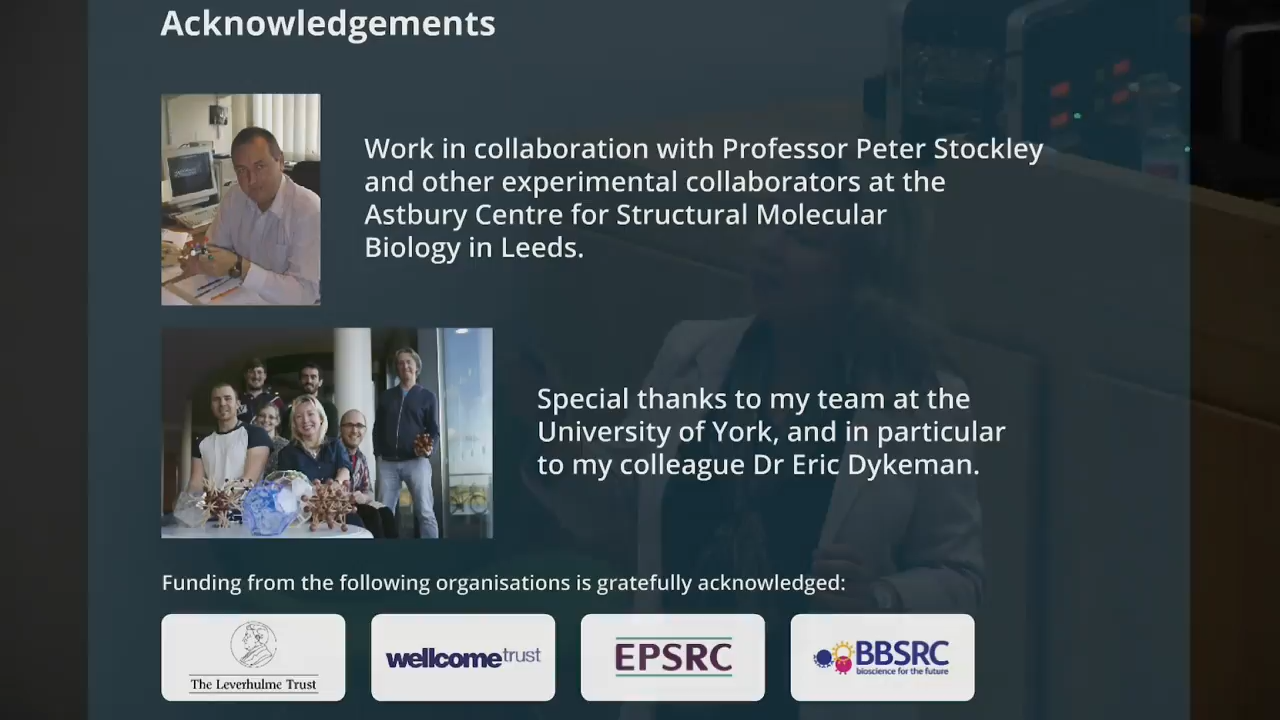 Acknowledgements
Work in collaboration with Professor Peter Stockley
and other experimental collaborators at the
Astbury Centre for Structural Molecular
Biology in Leeds.
Special thanks to my team at the
University of York, and in particular
to my colleague Dr Eric Dykeman.
Funding from the following organisations is gratefully acknowledged:
The Leverhulme Trust
wellcometrust
EPSRC
BBSRC
bioscience for the future